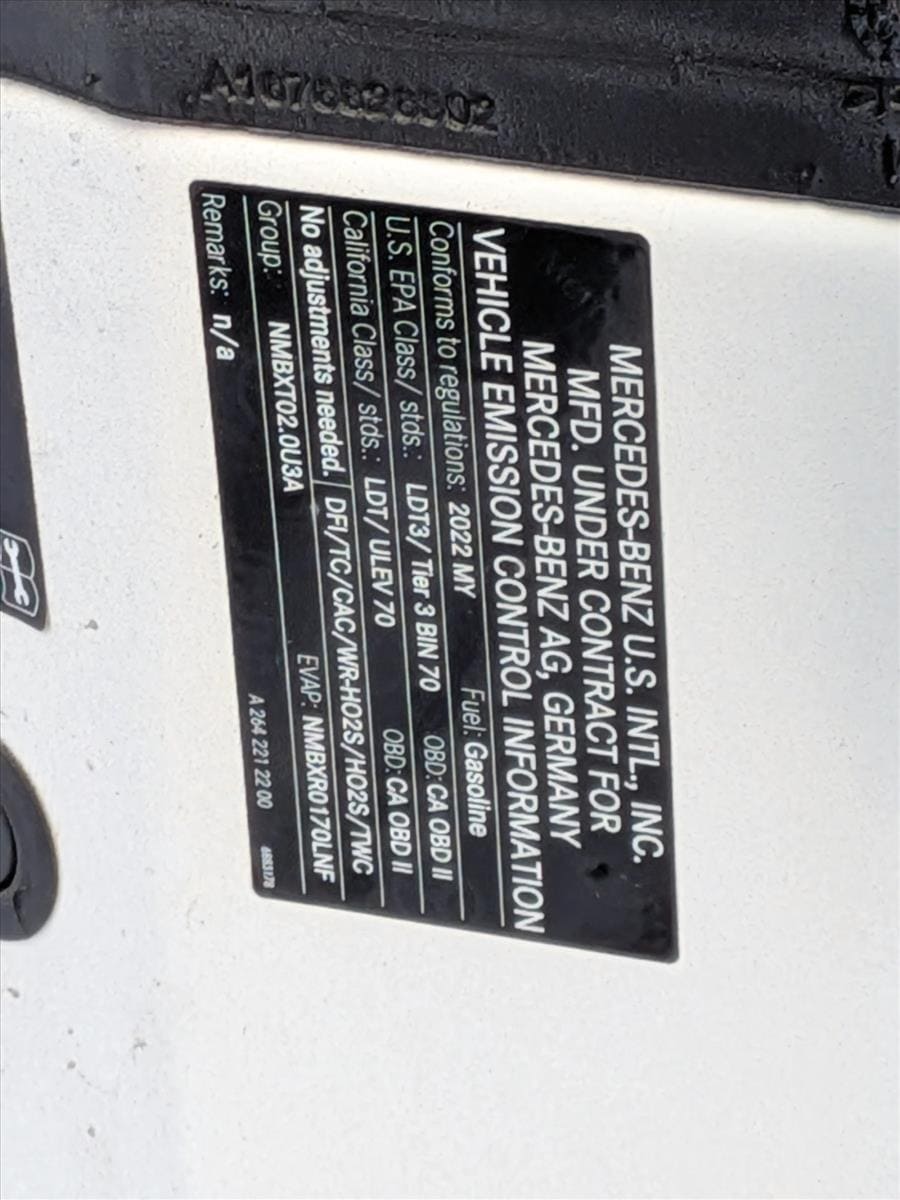 A1676926302
MERCEDES-BENZ U.S. INTL., INC.
MFD. UNDER CONTRACT FOR
MERCEDES-BENZ AG, GERMANY
VEHICLE EMISSION CONTROL INFORMATION
Conforms to regulations: 2022 MY Fuel: Gasoline
U.S. EPA Class/ stds.: LDT3/ Tier 3 BIN 70 OBD: CA OBD II
California Class/ stds.: LDT/ ULEV 70 OBD: CA OBD II
No adjustments needed. DFI/TC/CAC/WR-HO2S/HO2S/TWC
Group: NMBXT02.0U3A EVAP: NMBXR0170LNF
Remarks: n/a A 264 221 22 00